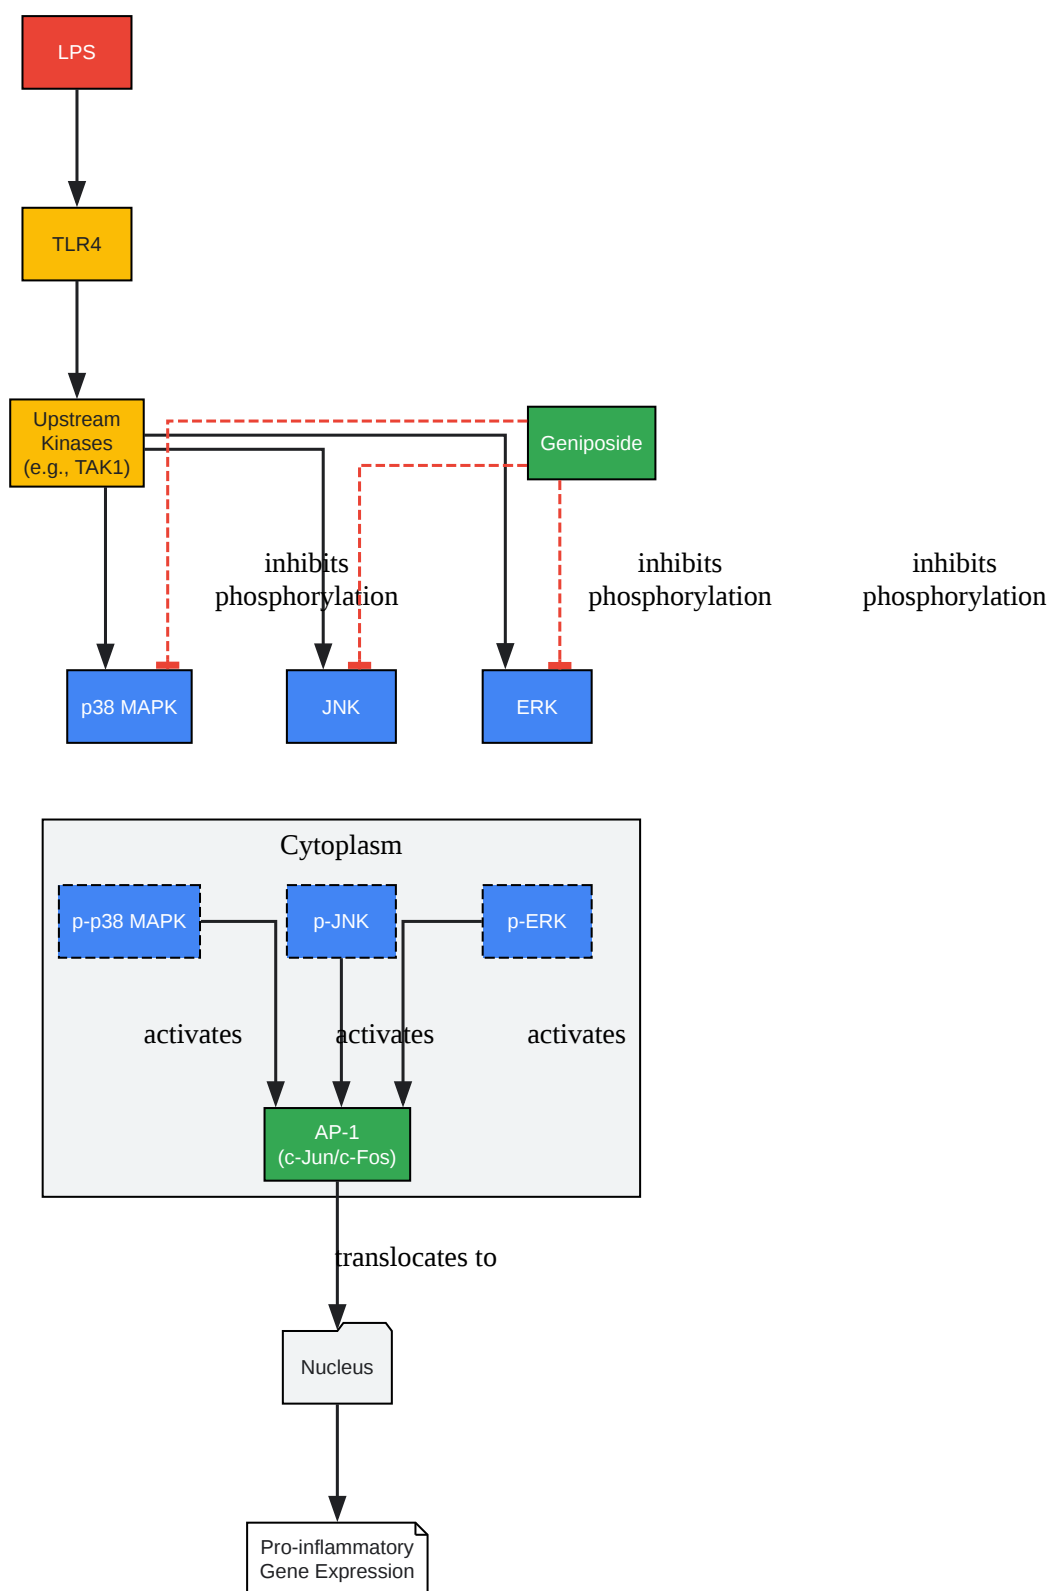 LPS
TLR4
Upstream
Kinases
(e.g., TAK1)
Geniposide
inhibits
phosphorylation
inhibits
phosphorylation
inhibits
phosphorylation
p38 MAPK
JNK
ERK
Cytoplasm
p-p38 MAPK
p-JNK
p-ERK
activates
activates
activates
AP-1
(c-Jun/c-Fos)
translocates to
Nucleus
Pro-inflammatory
Gene Expression